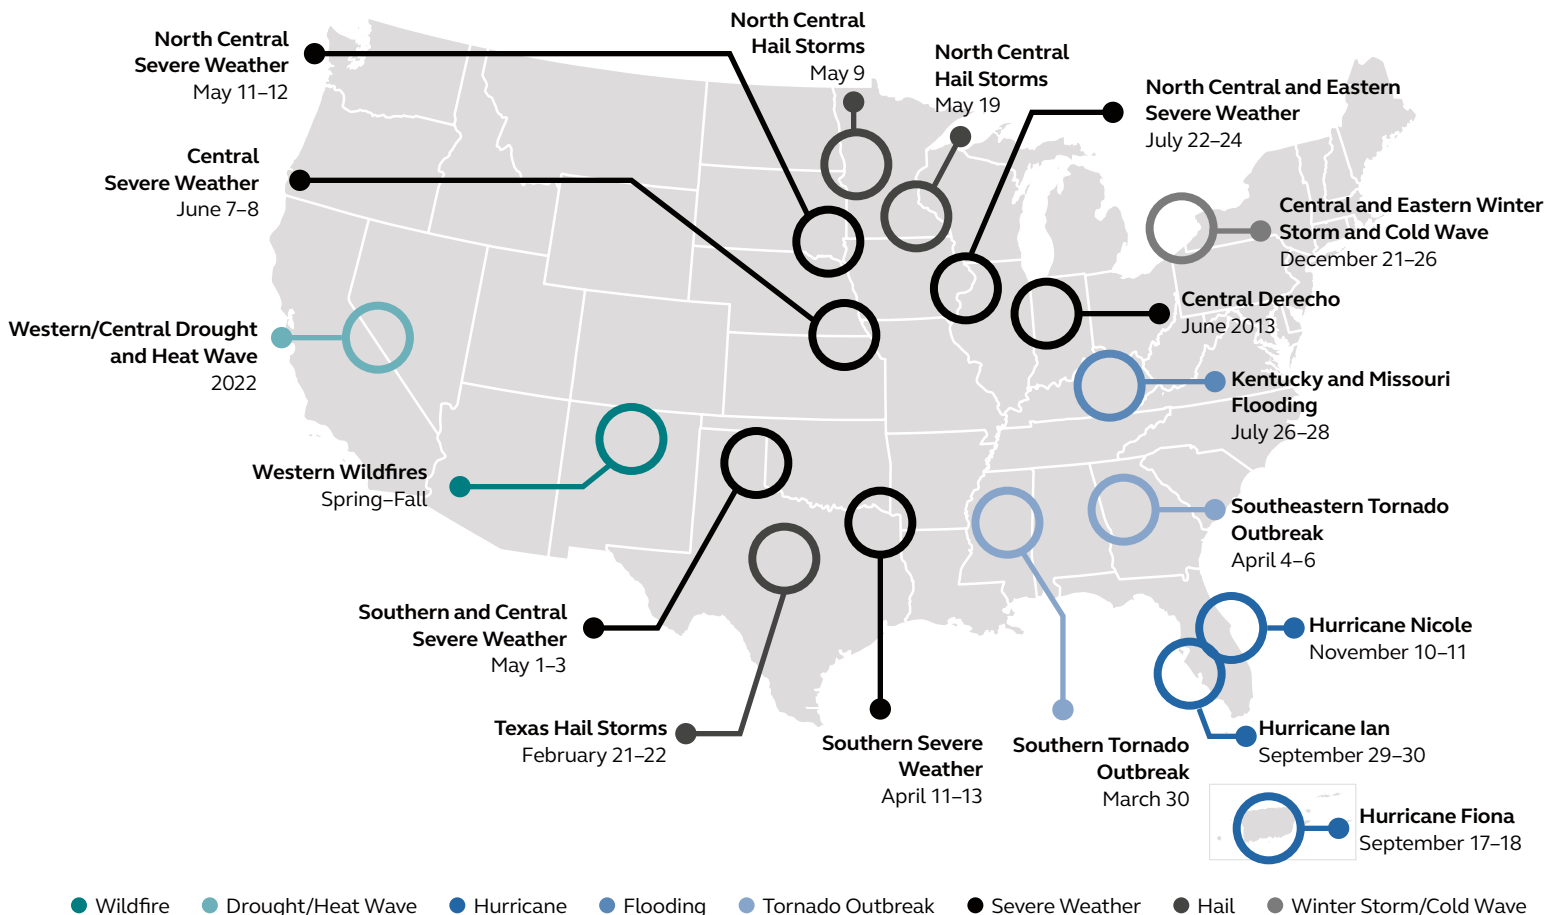 North Central
Severe Weather
May 11–12
North Central
Hail Storms
May 9
North Central
Hail Storms
May 19
North Central and Eastern
Severe Weather
July 22–24
Central
Severe Weather
June 7–8
Central and Eastern Winter
Storm and Cold Wave
December 21–26
Central Derecho
June 2013
Western/Central Drought
and Heat Wave
2022
Kentucky and Missouri
Flooding
July 26–28
Western Wildfires
Spring–Fall
Southeastern Tornado
Outbreak
April 4–6
Southern and Central
Severe Weather
May 1–3
Hurricane Nicole
November 10–11
Texas Hail Storms
February 21–22
Southern Severe
Weather
April 11–13
Southern Tornado
Outbreak
March 30
Hurricane Ian
September 29–30
Hurricane Fiona
September 17–18
Wildfire
Drought/Heat Wave
Hurricane
Flooding
Tornado Outbreak
Severe Weather
Hail
Winter Storm/Cold Wave